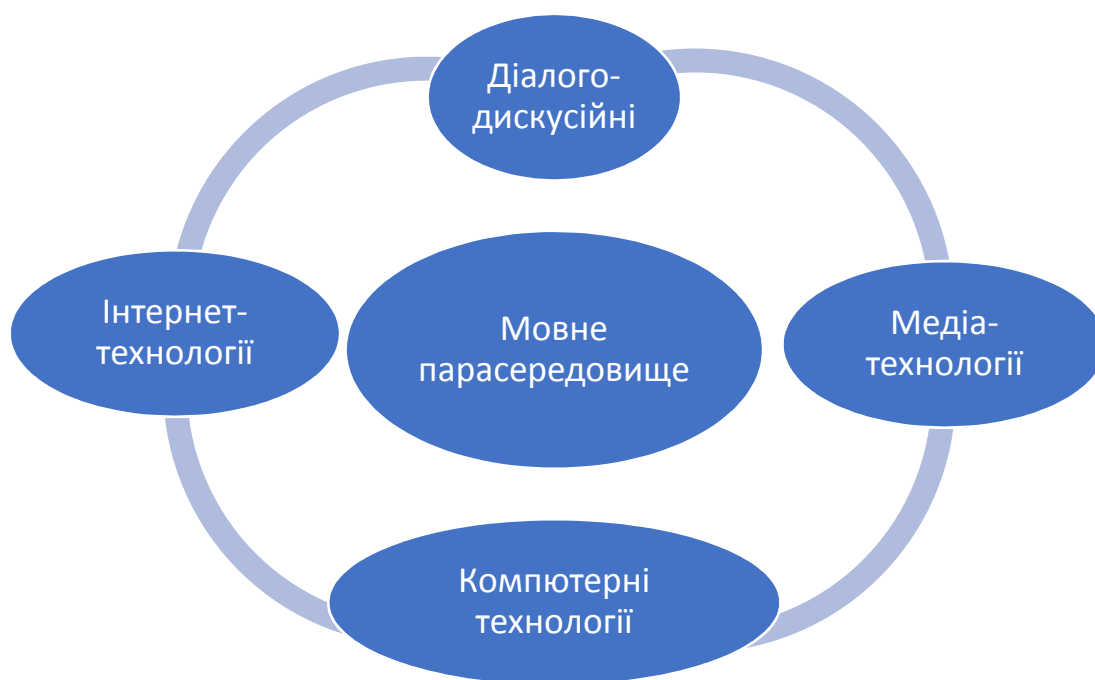 Діалого-
дискусійні
Інтернет-
технології
Мовне
парасередовище
Медіа-
технології
Компютерні
технології